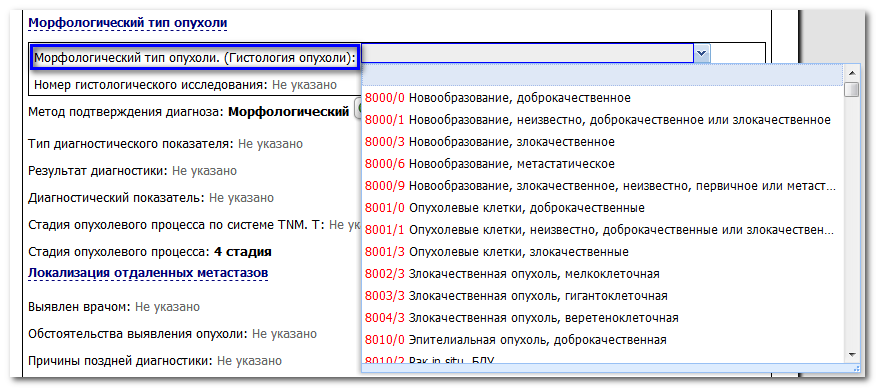 Морфологический тип опухоли
Морфологический тип опухоли. (Гистология опухоли):
Номер гистологического исследования: Не указано
Метод подтверждения диагноза: Морфологический
Тип диагностического показателя: Не указано
Результат диагностики: Не указано
Диагностический показатель: Не указано
Стадия опухолевого процесса по системе TNM. T: Не ук
Стадия опухолевого процесса: 4 стадия
Локализация отдаленных метастазов
Выявлен врачом: Не указано
Обстоятельства выявления опухоли: Не указано
Причины поздней диагностики: Не указано
8000/0 Новообразование, доброкачественное
8000/1 Новообразование, неизвестно, доброкачественное или злокачественное
8000/3 Новообразование, злокачественное
8000/6 Новообразование, метастатическое
8000/9 Новообразование, злокачественное, неизвестно, первичное или метаст...
8001/0 Опухолевые клетки, доброкачественные
8001/1 Опухолевые клетки, неизвестно, доброкачественные или злокачествен...
8001/3 Опухолевые клетки, злокачественные
8002/3 Злокачественная опухоль, мелкоклеточная
8003/3 Злокачественная опухоль, гигантоклеточная
8004/3 Злокачественная опухоль, веретеноклеточная
8010/0 Эпителиальная опухоль, доброкачественная
8010/2 Рак in situ, БДУ